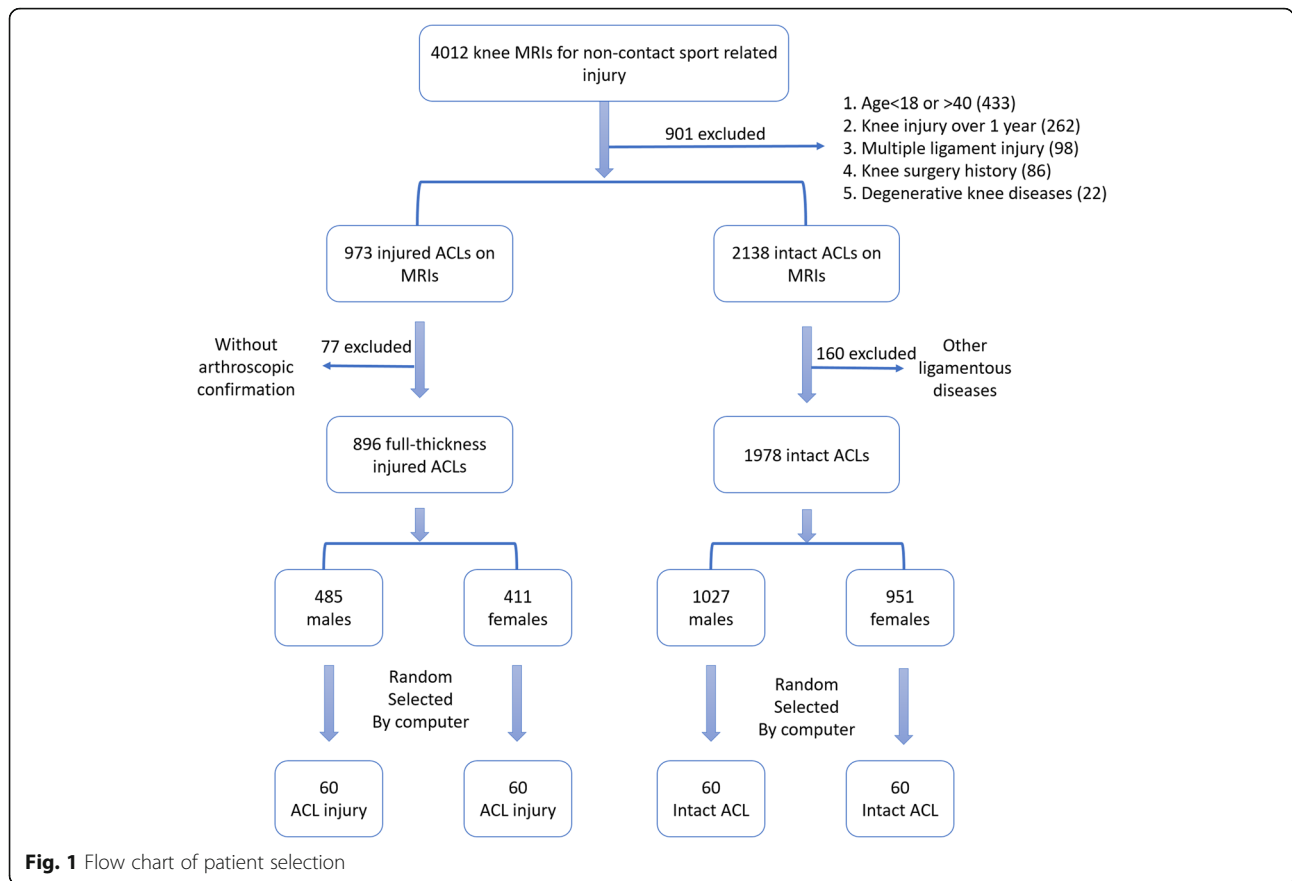 4012 knee MRIs for non-contact sport related
injury
901 excluded
1. Age<18 or >40 (433)
2. Knee injury over 1 year (262)
3. Multiple ligament injury (98)
4. Knee surgery history (86)
5. Degenerative knee diseases (22)
973 injured ACLs on
MRIs
2138 intact ACLs on
MRIs
Without
arthroscopic
confirmation
77 excluded
160 excluded
Other
ligamentous
diseases
896 full-thickness
injured ACLs
1978 intact ACLs
485
males
411
females
1027
males
951
females
Random
Selected
By computer
Random
Selected
By computer
60
ACL injury
60
ACL injury
60
Intact ACL
60
Intact ACL
Fig. 1 Flow chart of patient selection